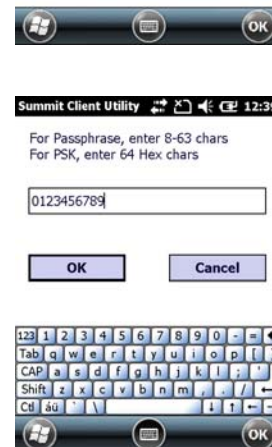 OK
Summit Client Utility 12:39
For Passphrase, enter 8-63 chars
For PSK, enter 64 Hex chars
0123456789
OK Cancel
123 1 2 3 4 5 6 7 8 9 0 - =
Tab q w e r t y u i o p [ ]
CAP a s d f g h j k l ; '
Shift z x c v b n m , . /
Ctl áü ` \
OK